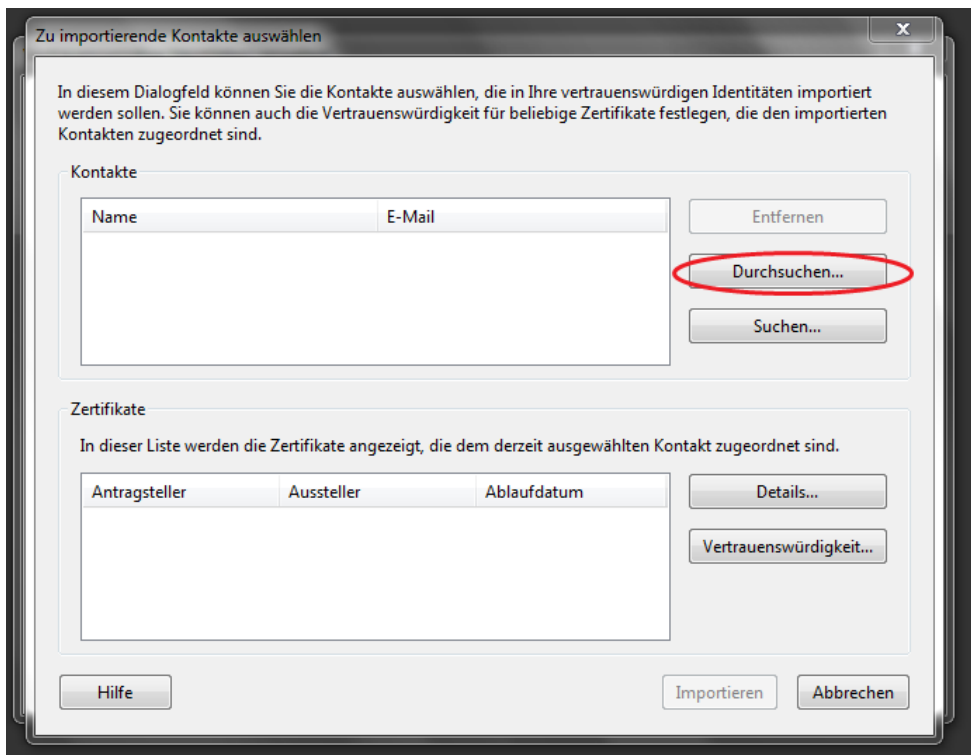 Zu importierende Kontakte auswählen
x
In diesem Dialogfeld können Sie die Kontakte auswählen, die in Ihre vertrauenswürdigen Identitäten importiert
werden sollen. Sie können auch die Vertrauenswürdigkeit für beliebige Zertifikate festlegen, die den importierten
Kontakten zugeordnet sind.
Kontakte
Name E-Mail
Entfernen
Durchsuchen...
Suchen...
Zertifikate
In dieser Liste werden die Zertifikate angezeigt, die dem derzeit ausgewählten Kontakt zugeordnet sind.
Antragsteller Aussteller Ablaufdatum
Details...
Vertrauenswürdigkeit...
Hilfe Importieren Abbrechen